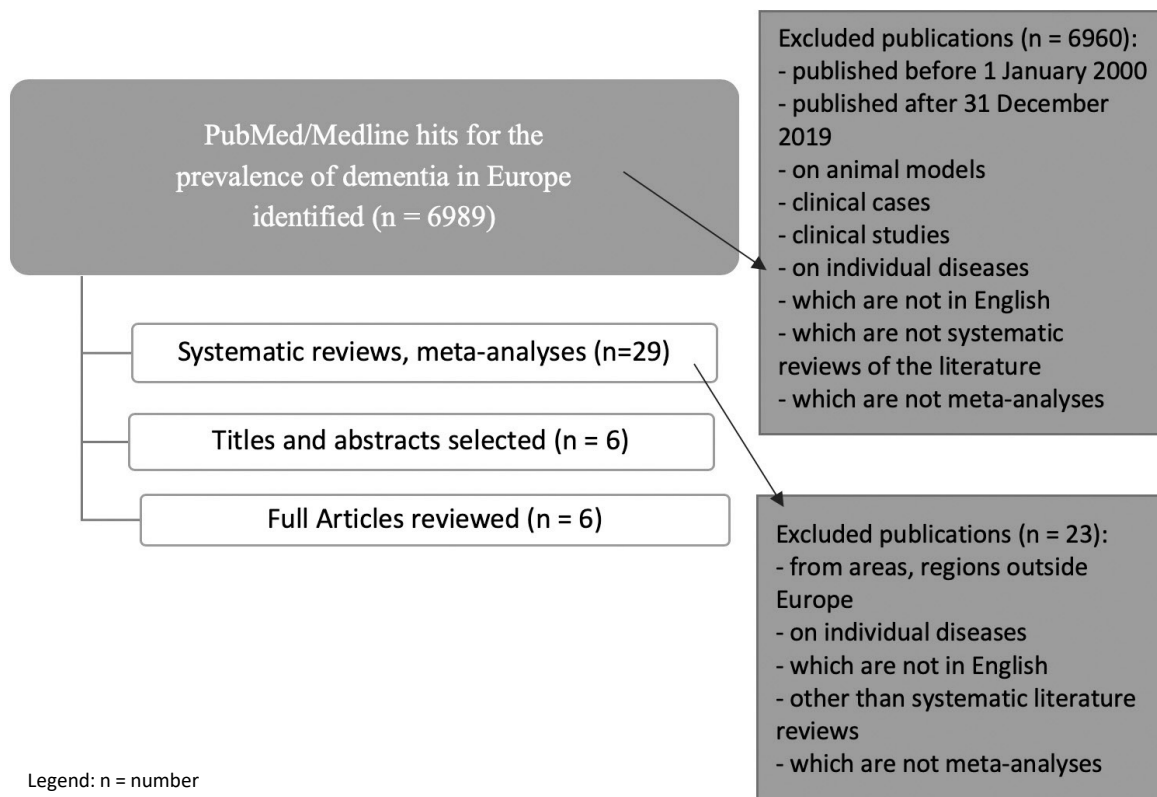 PubMed/Medline hits for the
prevalence of dementia in Europe
identified (n = 6989)
Excluded publications (n = 6960):
- published before 1 January 2000
- published after 31 December
2019
- on animal models
- clinical cases
- clinical studies
- on individual diseases
- which are not in English
- which are not systematic
reviews of the literature
- which are not meta-analyses
Systematic reviews, meta-analyses (n=29)
Titles and abstracts selected (n = 6)
Full Articles reviewed (n = 6)
Excluded publications (n = 23):
- from areas, regions outside
Europe
- on individual diseases
- which are not in English
- other than systematic literature
reviews
- which are not meta-analyses
Legend: n = number